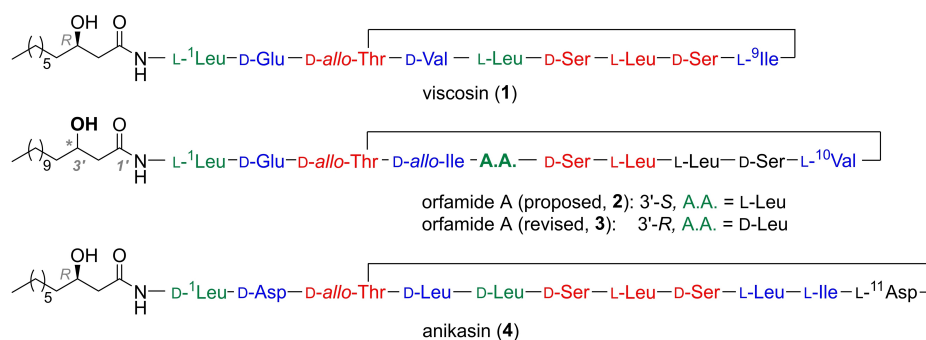 OH O
R
( )5 N
H L-¹Leu D-Glu D-allo-Thr D-Val L-Leu D-Ser L-Leu D-Ser L-⁹Ile
viscosin (1)
OH O
*
( )9 3' 1' N
H L-¹Leu D-Glu D-allo-Thr D-allo-Ile A.A. D-Ser L-Leu L-Leu D-Ser L-¹⁰Val
orfamide A (proposed, 2): 3'-S, A.A. = L-Leu
orfamide A (revised, 3): 3'-R, A.A. = D-Leu
OH O
R
( )5 N
H D-¹Leu D-Asp D-allo-Thr D-Leu D-Leu D-Ser L-Leu D-Ser L-Leu L-Ile L-¹¹Asp
anikasin (4)